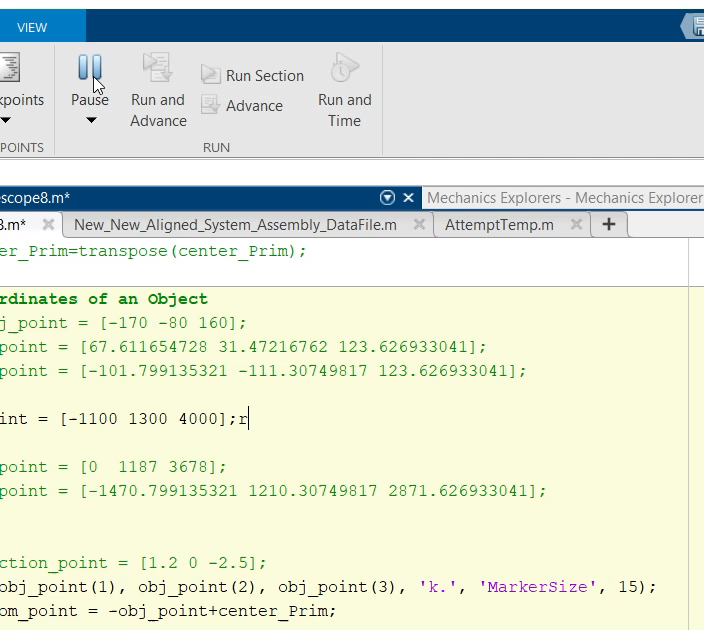 VIEW
kpoints
Pause
Run and
Advance
Run Section
Advance
Run and
Time
POINTS
RUN
escope8.m*
Mechanics Explorers - Mechanics Explorer
8.m*
New_New_Aligned_System_Assembly_DataFile.m
AttemptTemp.m
er_Prim=transpose(center_Prim);
rdinates of an Object
j_point = [-170 -80 160];
point = [67.611654728 31.47216762 123.626933041];
point = [-101.799135321 -111.30749817 123.626933041];
int = [-1100 1300 4000];r
point = [0  1187 3678];
point = [-1470.799135321 1210.30749817 2871.626933041];
ction_point = [1.2 0 -2.5];
obj_point(1), obj_point(2), obj_point(3), 'k.', 'MarkerSize', 15);
om_point = -obj_point+center_Prim;